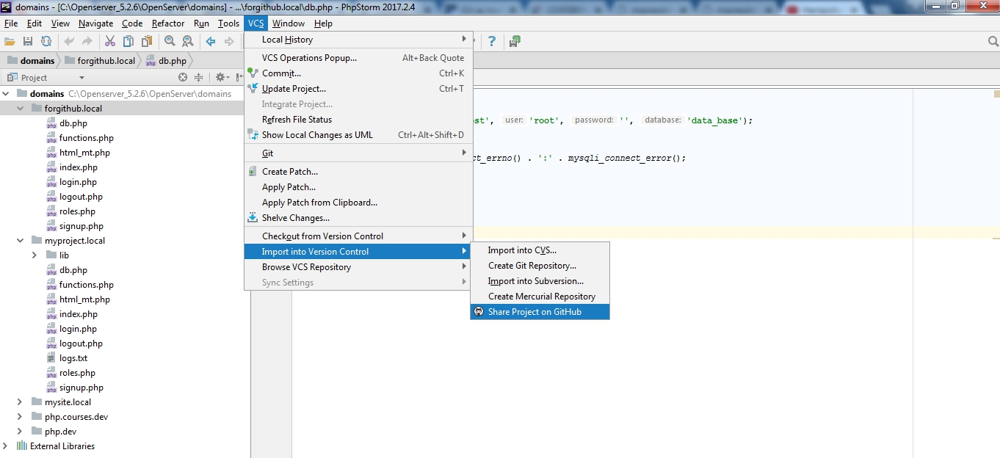 domains - [C:\Openserver_5.2.6\OpenServer\domains] - ...\forgithub.local\db.php - PhpStorm 2017.2.4
File Edit View Navigate Code Refactor Run Tools VCS Window Help
domains forgithub.local db.php
Project
domains C:\Openserver_5.2.6\OpenServer\domains
forgithub.local
db.php
functions.php
html_mt.php
index.php
login.php
logout.php
roles.php
signup.php
myproject.local
lib
db.php
functions.php
html_mt.php
index.php
login.php
logout.php
logs.txt
roles.php
signup.php
mysite.local
php.courses.dev
php.dev
External Libraries
Local History
VCS Operations Popup... Alt+Back Quote
Commit... Ctrl+K
Update Project... Ctrl+T
Integrate Project...
Refresh File Status
Show Local Changes as UML Ctrl+Alt+Shift+D
Git
Create Patch...
Apply Patch...
Apply Patch from Clipboard...
Shelve Changes...
Checkout from Version Control
Import into Version Control
Browse VCS Repository
Sync Settings
Import into CVS...
Create Git Repository...
Import into Subversion...
Create Mercurial Repository
Share Project on GitHub
st', user: 'root', password: '', database: 'data_base');
ct_errno() . ':' . mysqli_connect_error();